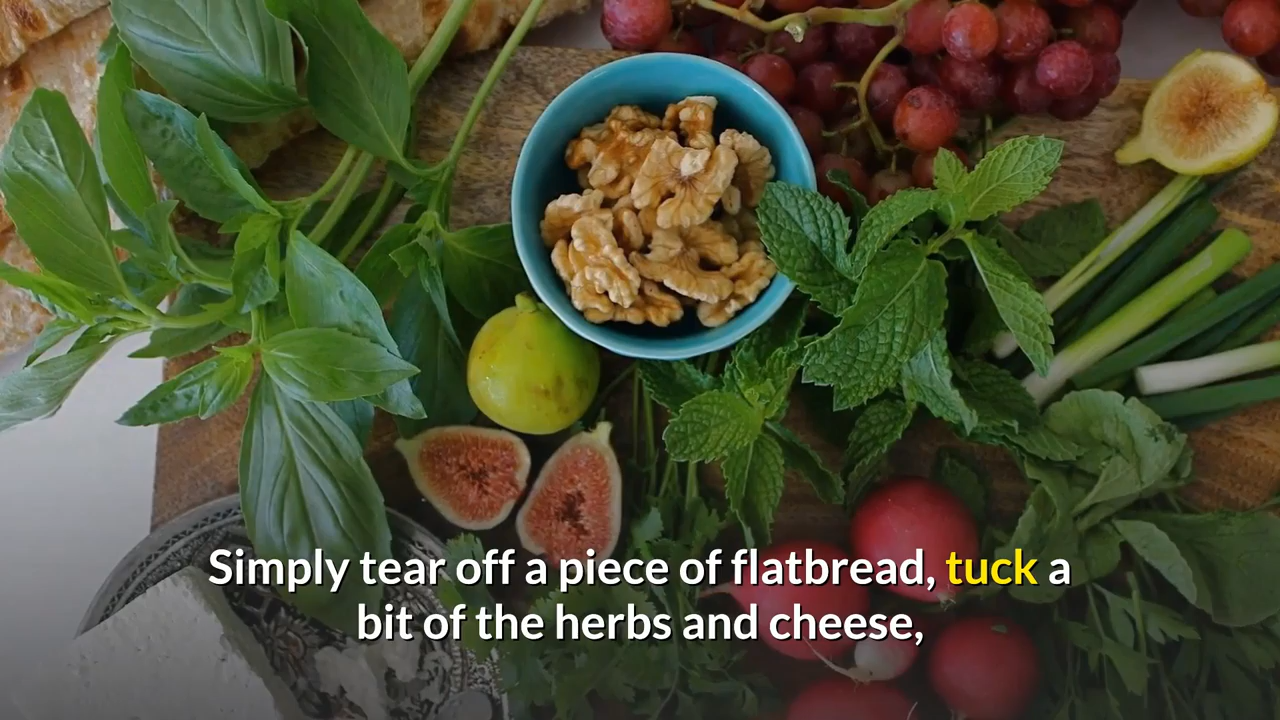 Simply tear off a piece of flatbread, tuck a
bit of the herbs and cheese,